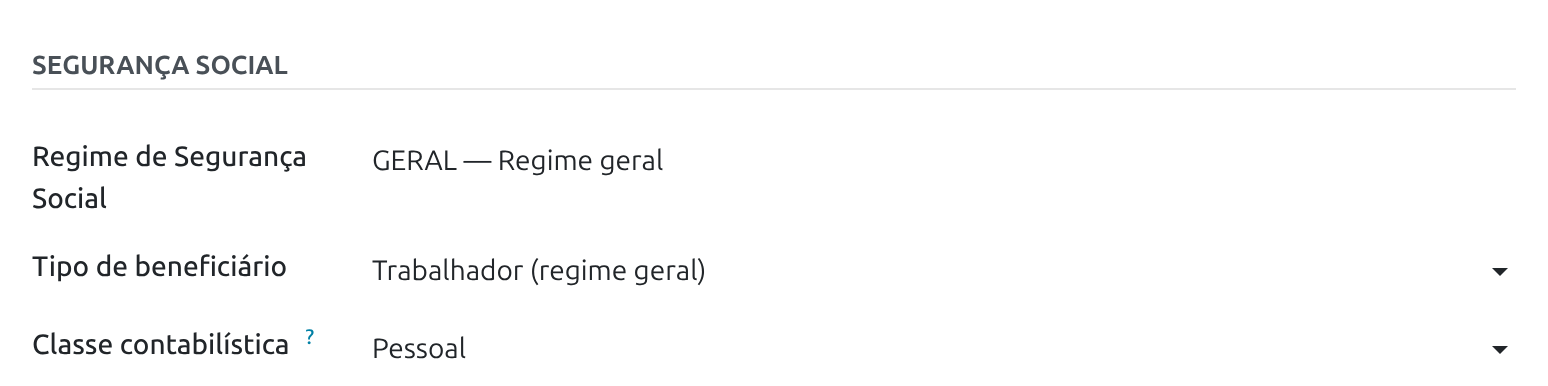 SEGURANÇA SOCIAL
Regime de Segurança
Social
GERAL — Regime geral
Tipo de beneficiário
Trabalhador (regime geral)
Classe contabilística ?
Pessoal